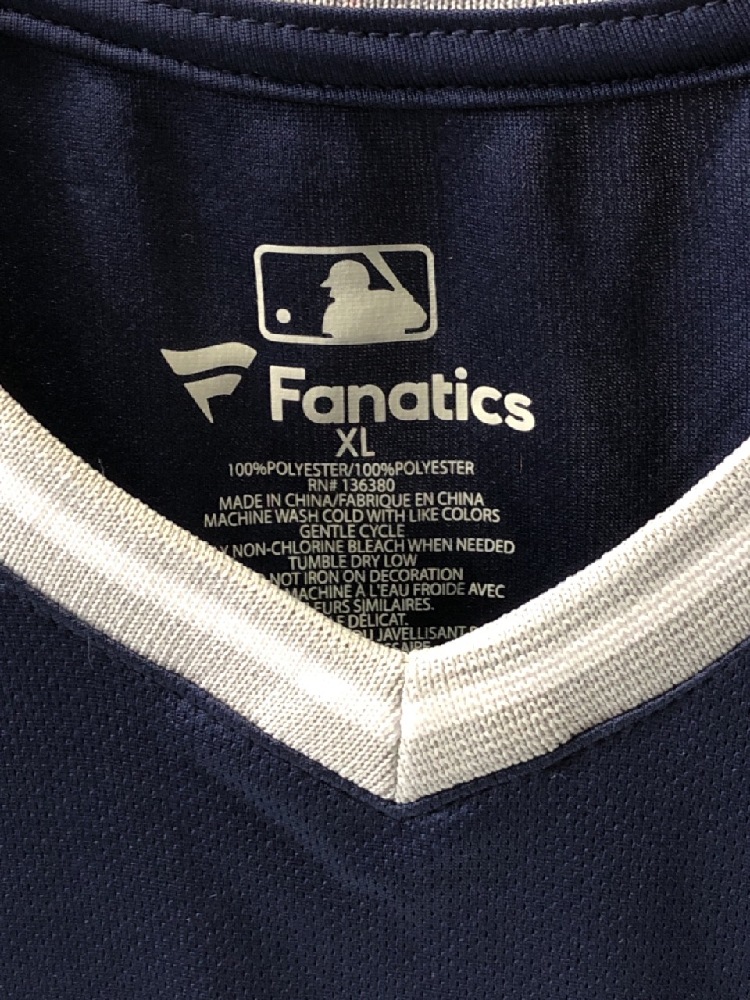 Fanatics
XL
100%POLYESTER/100%POLYESTER
RN# 136380
MADE IN CHINA/FABRIQUE EN CHINA
MACHINE WASH COLD WITH LIKE COLORS
GENTLE CYCLE
NON-CHLORINE BLEACH WHEN NEEDED
TUMBLE DRY LOW
NOT IRON ON DECORATION
MACHINE A L'EAU FROIDE AVEC
SIMILAIRES.
DELICAT.
JAVELLISANT